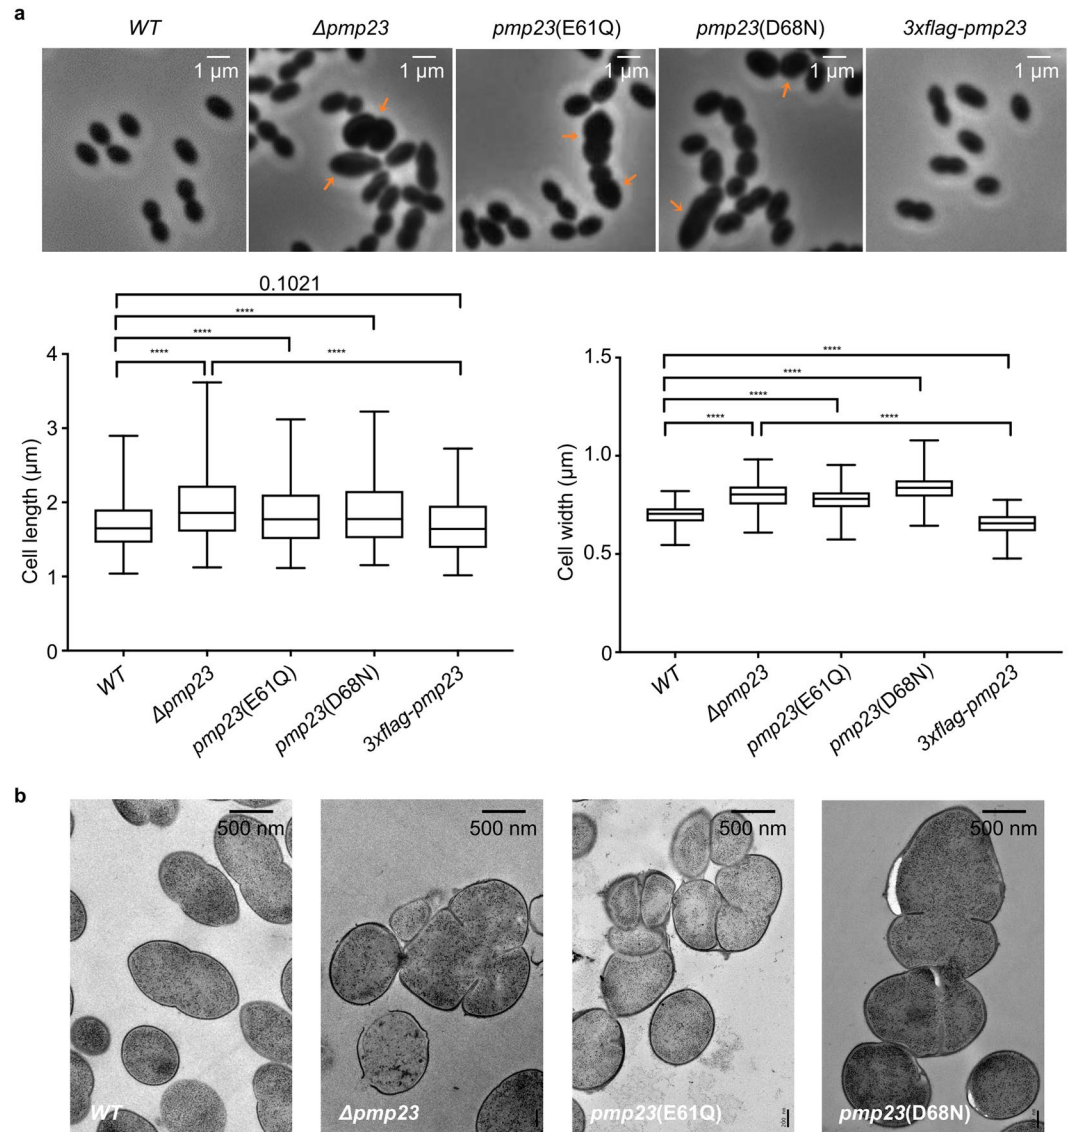 a
WT
Δpmp23
pmp23(E61Q)
pmp23(D68N)
3xflag-pmp23
1 µm
1 µm
1 µm
1 µm
1 µm
0.1021
****
****
****
****
4
3
2
1
0
Cell length (µm)
WT
Δpmp23
pmp23(E61Q)
pmp23(D68N)
3xflag-pmp23
****
****
****
****
****
1.5
1.0
0.5
0
Cell width (µm)
WT
Δpmp23
pmp23(E61Q)
pmp23(D68N)
3xflag-pmp23
b
500 nm
500 nm
500 nm
500 nm
WT
Δpmp23
pmp23(E61Q)
pmp23(D68N)